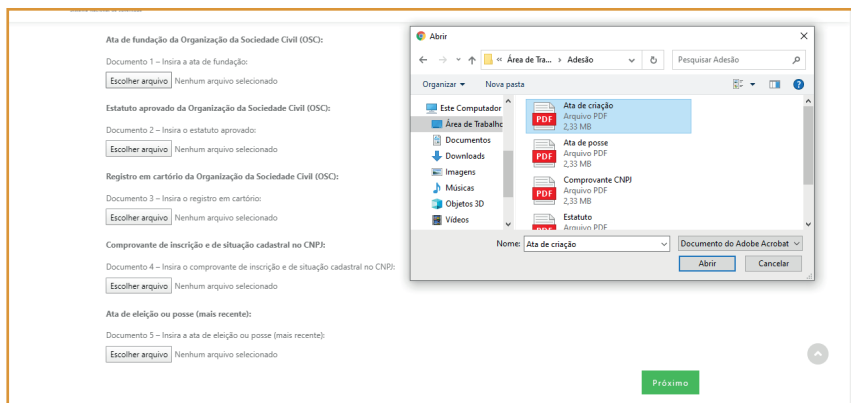 Ata de fundação da Organização da Sociedade Civil (OSC):
Documento 1 – Insira a ata de fundação:
Escolher arquivo Nenhum arquivo selecionado
Estatuto aprovado da Organização da Sociedade Civil (OSC):
Documento 2 – Insira o estatuto aprovado:
Escolher arquivo Nenhum arquivo selecionado
Registro em cartório da Organização da Sociedade Civil (OSC):
Documento 3 – Insira o registro em cartório:
Escolher arquivo Nenhum arquivo selecionado
Comprovante de inscrição e de situação cadastral no CNPJ:
Documento 4 – Insira o comprovante de inscrição e de situação cadastral no CNPJ:
Escolher arquivo Nenhum arquivo selecionado
Ata de eleição ou posse (mais recente):
Documento 5 – Insira a ata de eleição ou posse (mais recente):
Escolher arquivo Nenhum arquivo selecionado
Próximo
Abrir
« Área de Tra... › Adesão
Pesquisar Adesão
Organizar
Nova pasta
Este Computador
Área de Trabalho
Documentos
Downloads
Imagens
Músicas
Objetos 3D
Vídeos
PDF
Ata de criação
Arquivo PDF
2,33 MB
PDF
Ata de posse
Arquivo PDF
2,33 MB
PDF
Comprovante CNPJ
Arquivo PDF
2,33 MB
PDF
Estatuto
Arquivo PDF
Nome: Ata de criação
Documento do Adobe Acrobat
Abrir
Cancelar